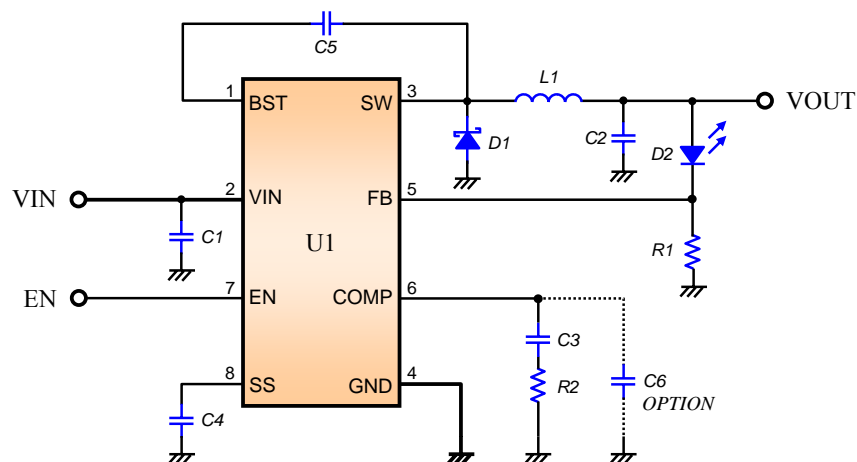 C5
1
BST
SW
3
L1
VOUT
D1
C2
D2
VIN
2
VIN
FB
5
C1
U1
R1
EN
7
EN
COMP
6
C3
8
SS
GND
4
R2
C6
OPTION
C4